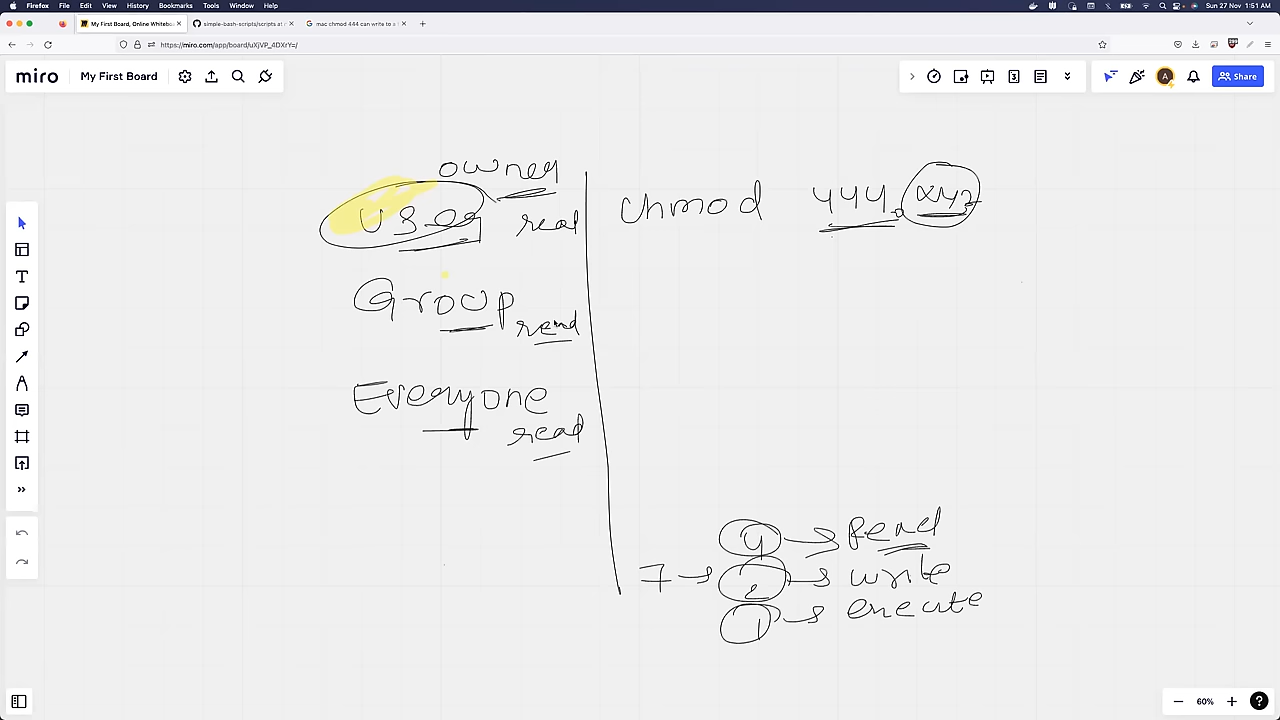 Firefox File Edit View History Bookmarks Tools Window Help Sun 27 Nov 1:51 AM
My First Board, Online Whiteboa simple-bash-scripts/scripts at mac chmod 444 can write to a
https://miro.com/app/board/uXjVP_4DXrY=/
miro My First Board A Share
owner
User read
chmod 444 xyz
Group read
Everyone
read
4 → Read
7 → 2 → write
1 → execute
60%